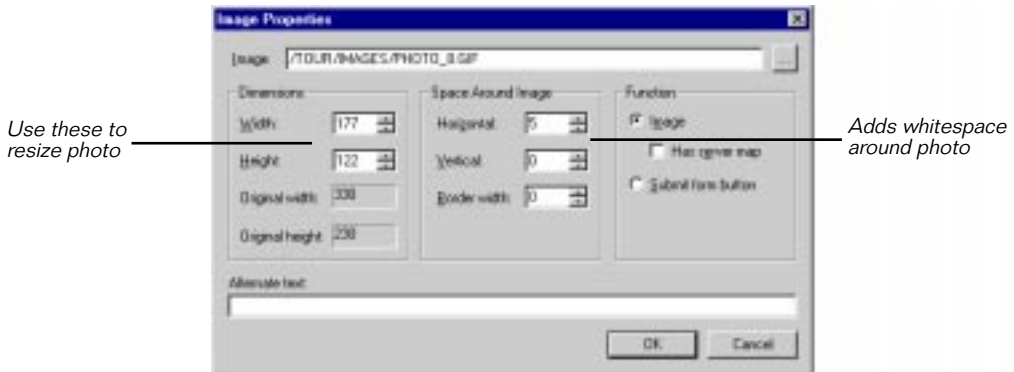 Image Properties
Image: /TOUR/IMAGES/PHOTO_8.GIF
...
Dimensions
Width: 177
Height: 122
Original width: 330
Original height: 230
Space Around Image
Horizontal: 5
Vertical: 0
Border width: 0
Function
Image
Has server map
Submit form button
Alternate text:
OK
Cancel
Use these to
resize photo
Adds whitespace
around photo